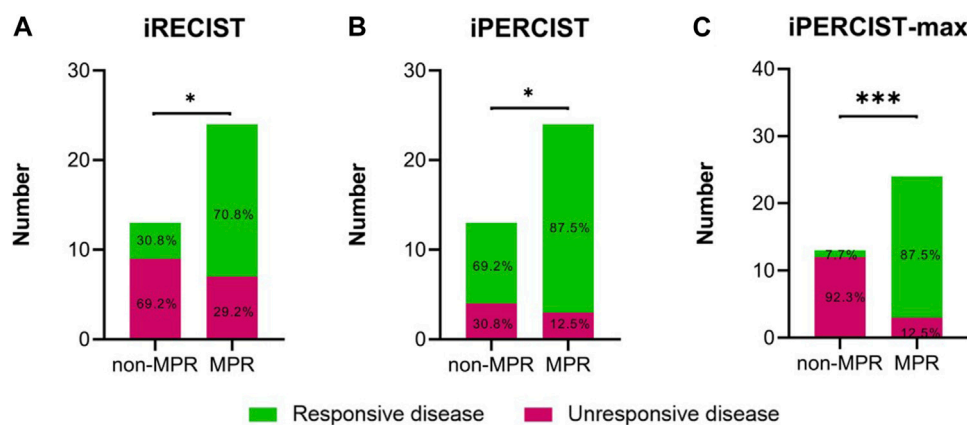 A iRECIST
30
20
10
0
Number
*
30.8%
69.2%
70.8%
29.2%
non-MPR MPR
B iPERCIST
30
20
10
0
Number
*
69.2%
30.8%
87.5%
12.5%
non-MPR MPR
C iPERCIST-max
40
30
20
10
0
Number
***
7.7%
92.3%
87.5%
12.5%
non-MPR MPR
Responsive disease Unresponsive disease